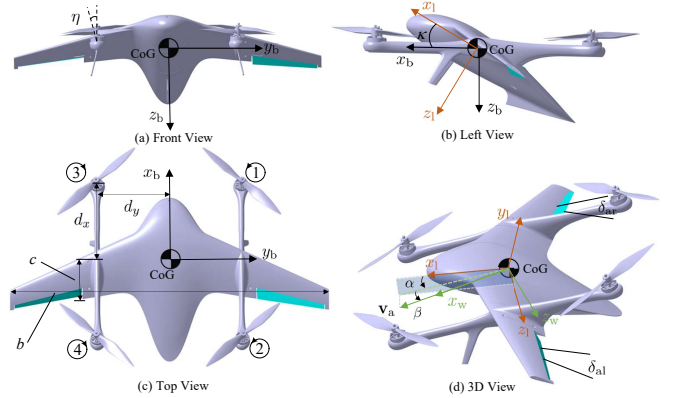 η
CoG
y_b
z_b
(a) Front View
x_l
κ
CoG
x_b
z_l
z_b
(b) Left View
3
1
x_b
d_x
d_y
y_b
c
CoG
b
4
2
(c) Top View
y_l
δ_ar
x_l
CoG
α
x_w
v_a
β
z_w
z_l
δ_al
(d) 3D View